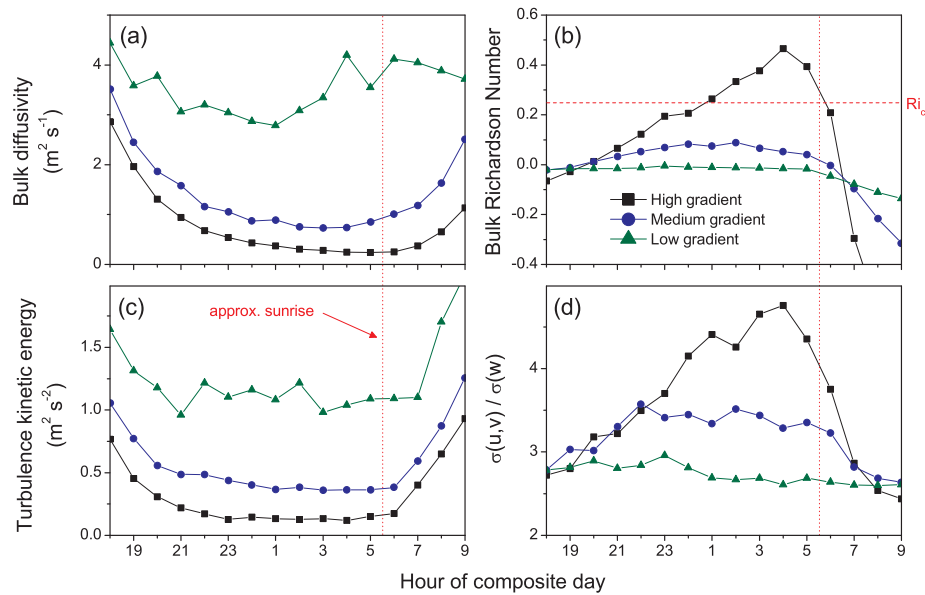 (a)
Bulk diffusivity
(m² s⁻¹)
4
2
0
(b)
Bulk Richardson Number
0.6
0.4
0.2
0.0
-0.2
-0.4
Ri꜀
High gradient
Medium gradient
Low gradient
(c)
Turbulence kinetic energy
(m² s⁻²)
1.5
1.0
0.5
0.0
approx. sunrise
19 21 23 1 3 5 7 9
(d)
σ(u,v) / σ(w)
4
3
2
19 21 23 1 3 5 7 9
Hour of composite day